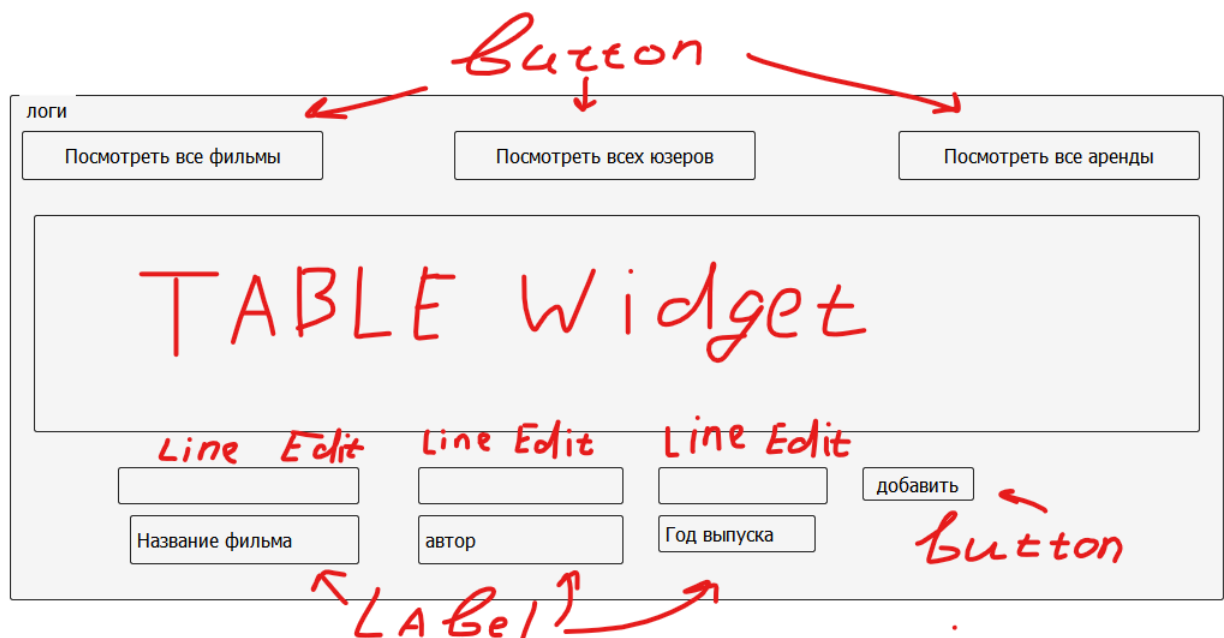 button
логи
Посмотреть все фильмы
Посмотреть всех юзеров
Посмотреть все аренды
TABLE Widget
Line Edit
Line Edit
Line Edit
добавить
Название фильма
автор
Год выпуска
button
LABel